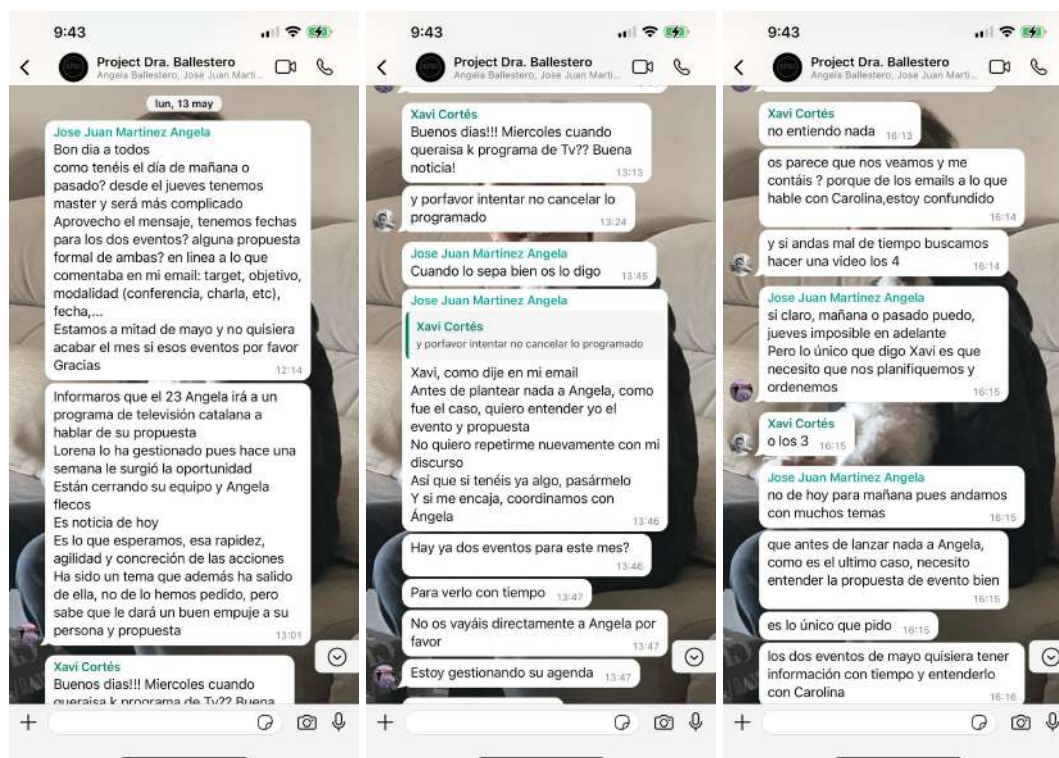 9:43
Project Dra. Ballestero
Angela Ballestero, Jose Juan Marti...
lun, 13 may
Jose Juan Martinez Angela
Bon dia a todos
como tenéis el día de mañana o
pasado? desde el jueves tenemos
master y será más complicado
Aprovecho el mensaje, tenemos fechas
para los dos eventos? alguna propuesta
formal de ambas? en linea a lo que
comentaba en mi email: target, objetivo,
modalidad (conferencia, charla, etc),
fecha,...
Estamos a mitad de mayo y no quisiera
acabar el mes si esos eventos por favor
Gracias
12:14
Informaros que el 23 Angela irá a un
programa de televisión catalana a
hablar de su propuesta
Lorena lo ha gestionado pues hace una
semana le surgió la oportunidad
Están cerrando su equipo y Angela
flecos
Es noticia de hoy
Es lo que esperamos, esa rapidez,
agilidad y concreción de las acciones
Ha sido un tema que además ha salido
de ella, no de lo hemos pedido, pero
sabe que le dará un buen empuje a su
persona y propuesta
13:01
Xavi Cortés
Buenos dias!!! Miercoles cuando
queraisa k programa de Tv?? Buena
9:43
Project Dra. Ballestero
Angela Ballestero, Jose Juan Marti...
Xavi Cortés
Buenos dias!!! Miercoles cuando
queraisa k programa de Tv?? Buena
noticia!
13:13
y porfavor intentar no cancelar lo
programado
13:24
Jose Juan Martinez Angela
Cuando lo sepa bien os lo digo
13:45
Jose Juan Martinez Angela
Xavi Cortés
y porfavor intentar no cancelar lo programado
Xavi, como dije en mi email
Antes de plantear nada a Angela, como
fue el caso, quiero entender yo el
evento y propuesta
No quiero repetirme nuevamente con mi
discurso
Así que si tenéis ya algo, pasármelo
Y si me encaja, coordinamos con
Ángela
13:46
Hay ya dos eventos para este mes?
13:46
Para verlo con tiempo
13:47
No os vayáis directamente a Angela por
favor
13:47
Estoy gestionando su agenda
13:47
9:43
Project Dra. Ballestero
Angela Ballestero, Jose Juan Marti...
Xavi Cortés
no entiendo nada
16:13
os parece que nos veamos y me
contáis ? porque de los emails a lo que
hable con Carolina,estoy confundido
16:14
y si andas mal de tiempo buscamos
hacer una video los 4
16:14
Jose Juan Martinez Angela
si claro, mañana o pasado puedo,
jueves imposible en adelante
Pero lo único que digo Xavi es que
necesito que nos planifiquemos y
ordenemos
16:15
Xavi Cortés
o los 3
16:15
Jose Juan Martinez Angela
no de hoy para mañana pues andamos
con muchos temas
16:15
que antes de lanzar nada a Angela,
como es el ultimo caso, necesito
entender la propuesta de evento bien
16:15
es lo único que pido
16:15
los dos eventos de mayo quisiera tener
información con tiempo y entenderlo
con Carolina
16:16